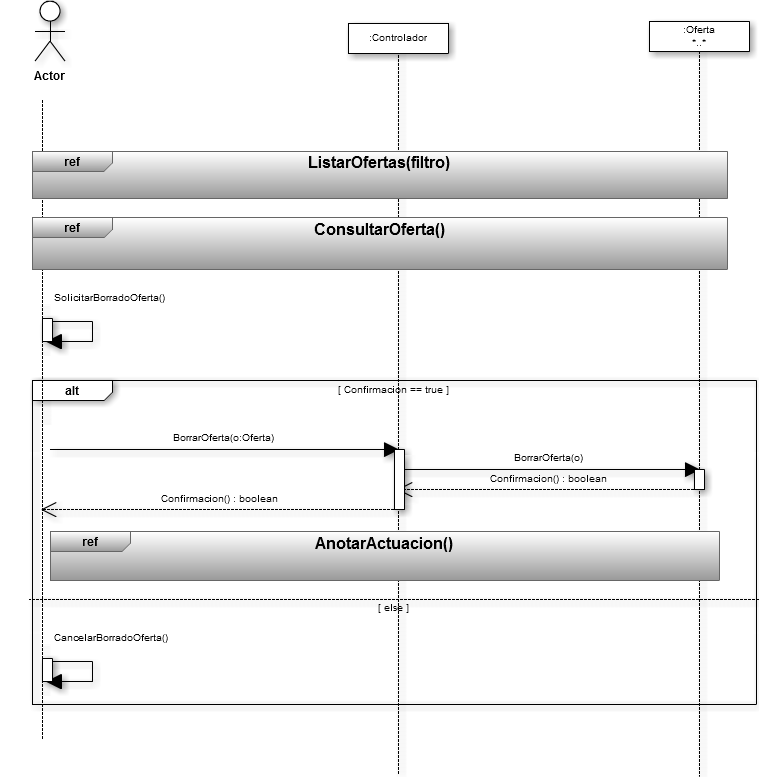 Actor
:Controlador
:Oferta
*..*
ref
ListarOfertas(filtro)
ref
ConsultarOferta()
SolicitarBorradoOferta()
alt
[ Confirmacion == true ]
BorrarOferta(o:Oferta)
BorrarOferta(o)
Confirmacion() : boolean
Confirmacion() : boolean
ref
AnotarActuacion()
[ else ]
CancelarBorradoOferta()